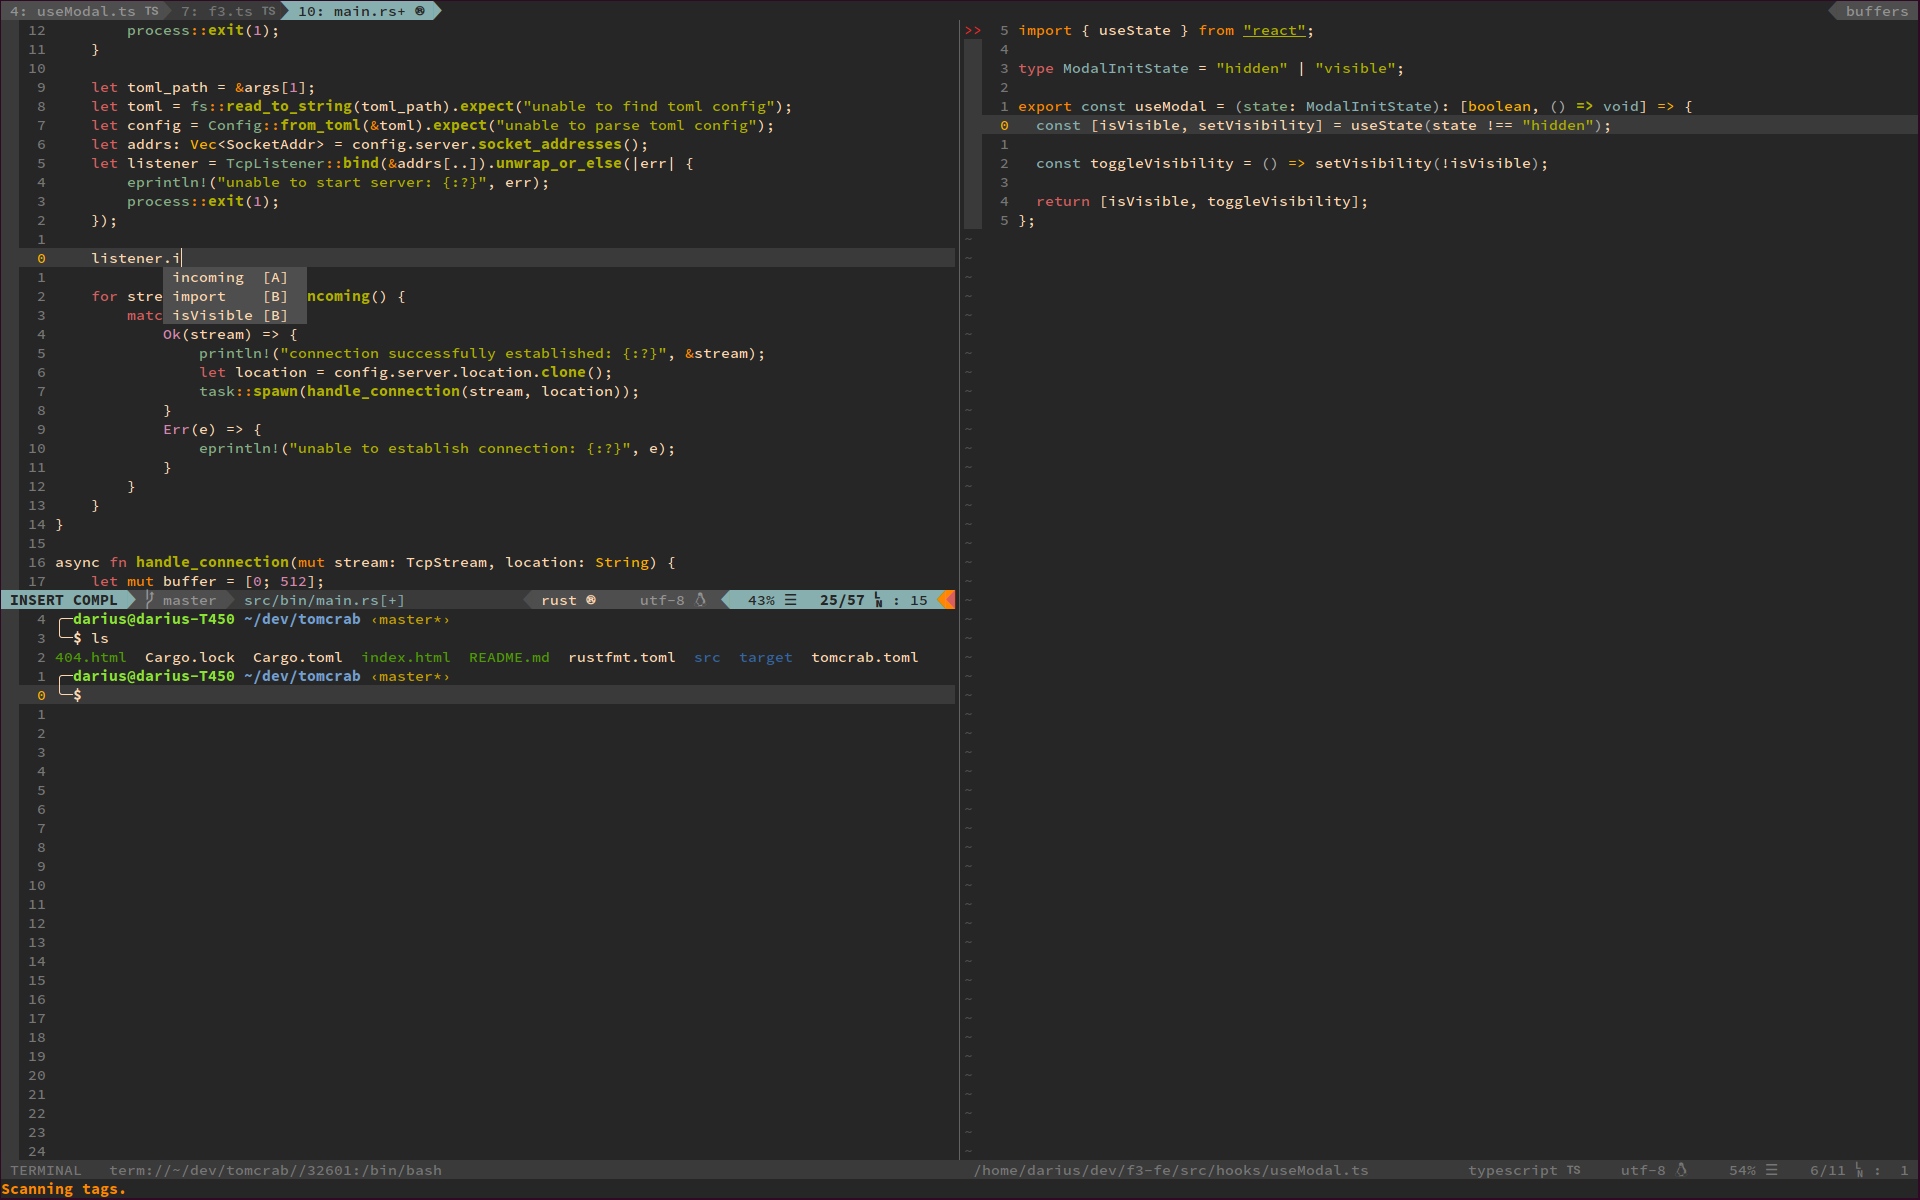 4: useModal.ts TS 7: f3.ts TS 10: main.rs+ ® buffers
12         process::exit(1);
11     }
10
9     let toml_path = &args[1];
8     let toml = fs::read_to_string(toml_path).expect("unable to find toml config");
7     let config = Config::from_toml(&toml).expect("unable to parse toml config");
6     let addrs: Vec<SocketAddr> = config.server.socket_addresses();
5     let listener = TcpListener::bind(&addrs[..]).unwrap_or_else(|err| {
4         eprintln!("unable to start server: {:?}", err);
3         process::exit(1);
2     });
1
0     listener.i
1             incoming  [A]
2     for stre import    [B] ncoming() {
3         matc isVisible [B]
4             Ok(stream) => {
5                 println!("connection successfully established: {:?}", &stream);
6                 let location = config.server.location.clone();
7                 task::spawn(handle_connection(stream, location));
8             }
9             Err(e) => {
10                 eprintln!("unable to establish connection: {:?}", e);
11             }
12         }
13     }
14 }
15
16 async fn handle_connection(mut stream: TcpStream, location: String) {
17     let mut buffer = [0; 512];
INSERT COMPL master src/bin/main.rs[+] rust ® utf-8 43% ☰ 25/57 LN : 15
4 ╭─darius@darius-T450 ~/dev/tomcrab ‹master*›
3 ╰─$ ls
2 404.html  Cargo.lock  Cargo.toml  index.html  README.md  rustfmt.toml  src  target  tomcrab.toml
1 ╭─darius@darius-T450 ~/dev/tomcrab ‹master*›
0 ╰─$
1
2
3
4
5
6
7
8
9
10
11
12
13
14
15
16
17
18
19
20
21
22
23
24
TERMINAL term://~/dev/tomcrab//32601:/bin/bash
>> 5 import { useState } from "react";
4
3 type ModalInitState = "hidden" | "visible";
2
1 export const useModal = (state: ModalInitState): [boolean, () => void] => {
0   const [isVisible, setVisibility] = useState(state !== "hidden");
1
2   const toggleVisibility = () => setVisibility(!isVisible);
3
4   return [isVisible, toggleVisibility];
5 };
/home/darius/dev/f3-fe/src/hooks/useModal.ts typescript TS utf-8 54% ☰ 6/11 LN : 1
Scanning tags.